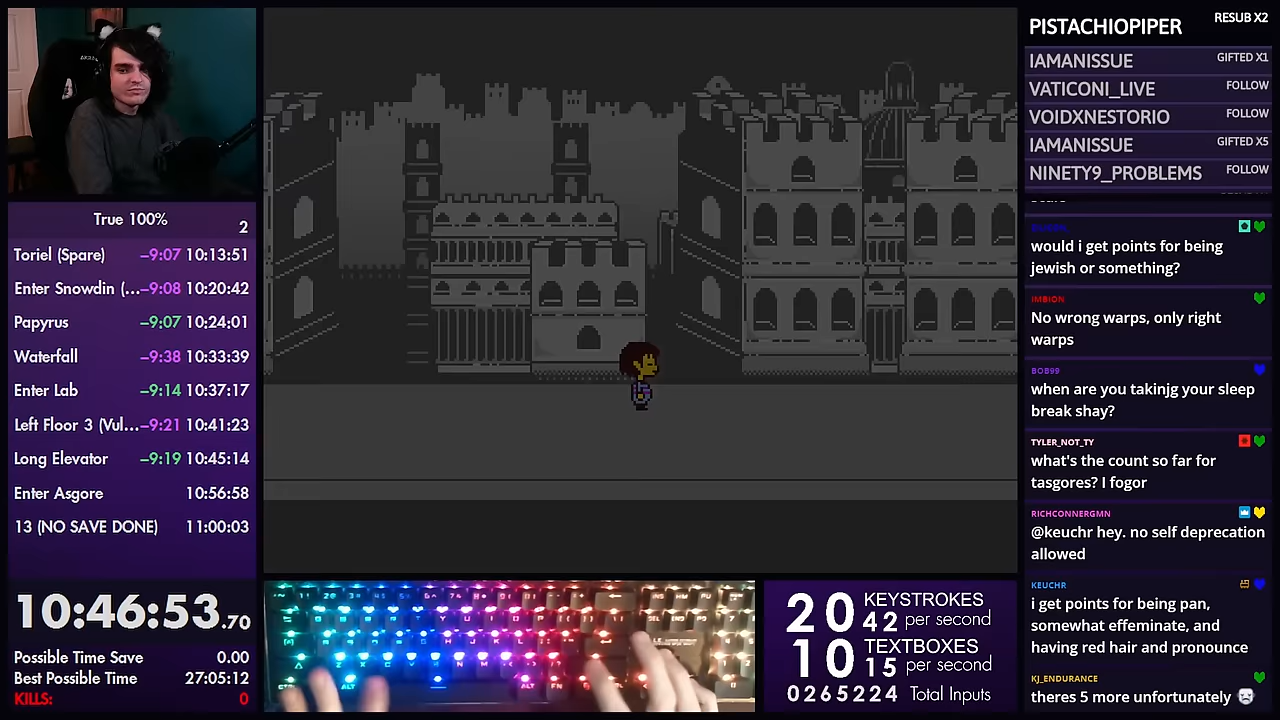 PISTACHIOPIPER RESUB X2
IAMANISSUE GIFTED X1
VATICONI_LIVE FOLLOW
VOIDXNESTORIO FOLLOW
IAMANISSUE GIFTED X5
NINETY9_PROBLEMS FOLLOW
would i get points for being
jewish or something?
IMBION
No wrong warps, only right
warps
BOB99
when are you takinjg your sleep
break shay?
TYLER_NOT_TY
what's the count so far for
tasgores? I fogor
RICHCONNERGMN
@keuchr hey. no self deprecation
allowed
KEUCHR
i get points for being pan,
somewhat effeminate, and
having red hair and pronounce
KJ_ENDURANCE
theres 5 more unfortunately
True 100%
2
Toriel (Spare) −9:07 10:13:51
Enter Snowdin (... −9:08 10:20:42
Papyrus −9:07 10:24:01
Waterfall −9:38 10:33:39
Enter Lab −9:14 10:37:17
Left Floor 3 (Vul... −9:21 10:41:23
Long Elevator −9:19 10:45:14
Enter Asgore 10:56:58
13 (NO SAVE DONE) 11:00:03
10:46:53.70
Possible Time Save 0.00
Best Possible Time 27:05:12
KILLS: 0
20 KEYSTROKES
42 per second
10 TEXTBOXES
15 per second
0265224 Total Inputs